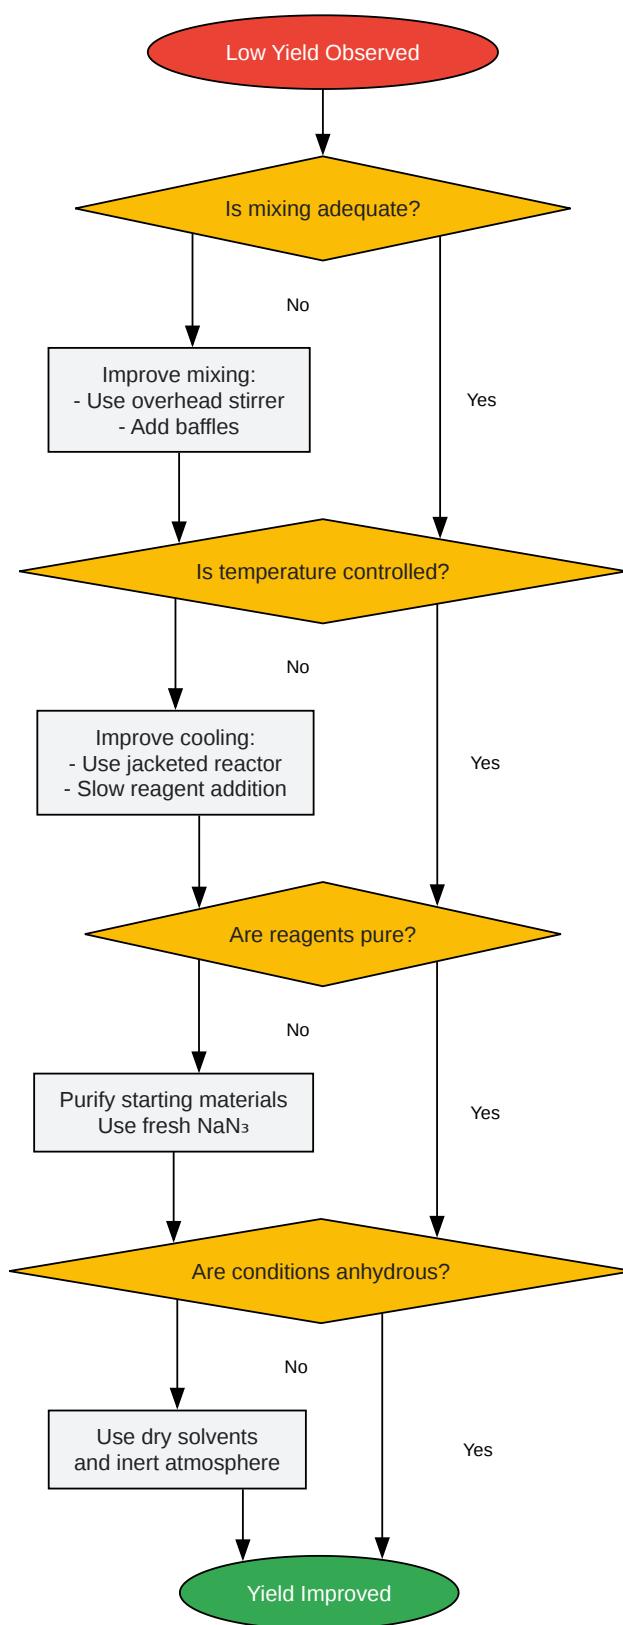 Low Yield Observed
Is mixing adequate?
No
Improve mixing:
- Use overhead stirrer
- Add baffles
Yes
Is temperature controlled?
No
Improve cooling:
- Use jacketed reactor
- Slow reagent addition
Yes
Are reagents pure?
No
Purify starting materials
Use fresh NaN₃
Yes
Are conditions anhydrous?
No
Use dry solvents
and inert atmosphere
Yes
Yield Improved